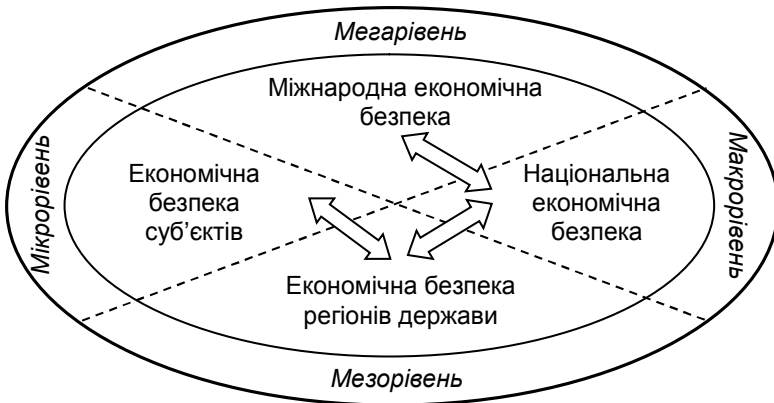 Мегарівень
Міжнародна економічна
безпека
Мікрорівень
Економічна
безпека
суб’єктів
Національна
економічна
безпека
Макрорівень
Економічна безпека
регіонів держави
Мезорівень